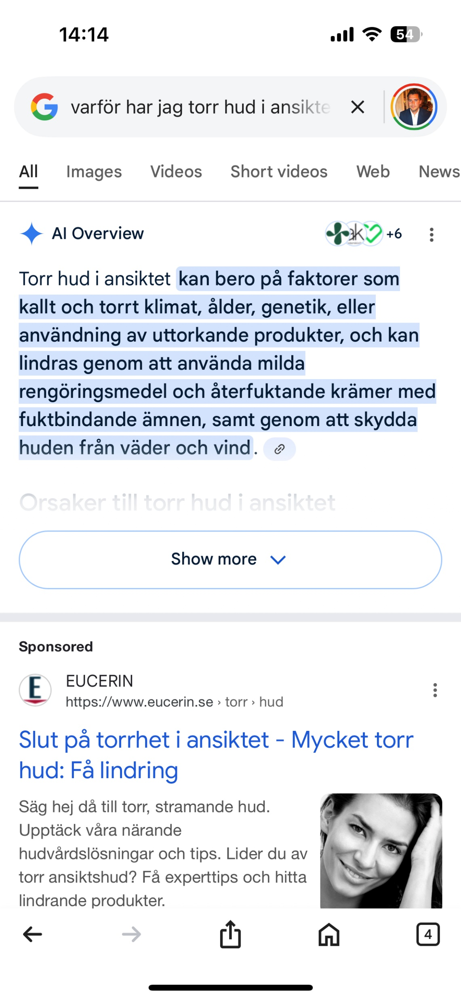 14:14
54
varför har jag torr hud i ansikte
All Images Videos Short videos Web News
AI Overview
ak
+6
Torr hud i ansiktet kan bero på faktorer som
kallt och torrt klimat, ålder, genetik, eller
användning av uttorkande produkter, och kan
lindras genom att använda milda
rengöringsmedel och återfuktande krämer med
fuktbindande ämnen, samt genom att skydda
huden från väder och vind.
Orsaker till torr hud i ansiktet
Show more
Sponsored
E
EUCERIN
https://www.eucerin.se › torr › hud
Slut på torrhet i ansiktet - Mycket torr
hud: Få lindring
Säg hej då till torr, stramande hud.
Upptäck våra närande
hudvårdslösningar och tips. Lider du av
torr ansiktshud? Få experttips och hitta
lindrande produkter.
4